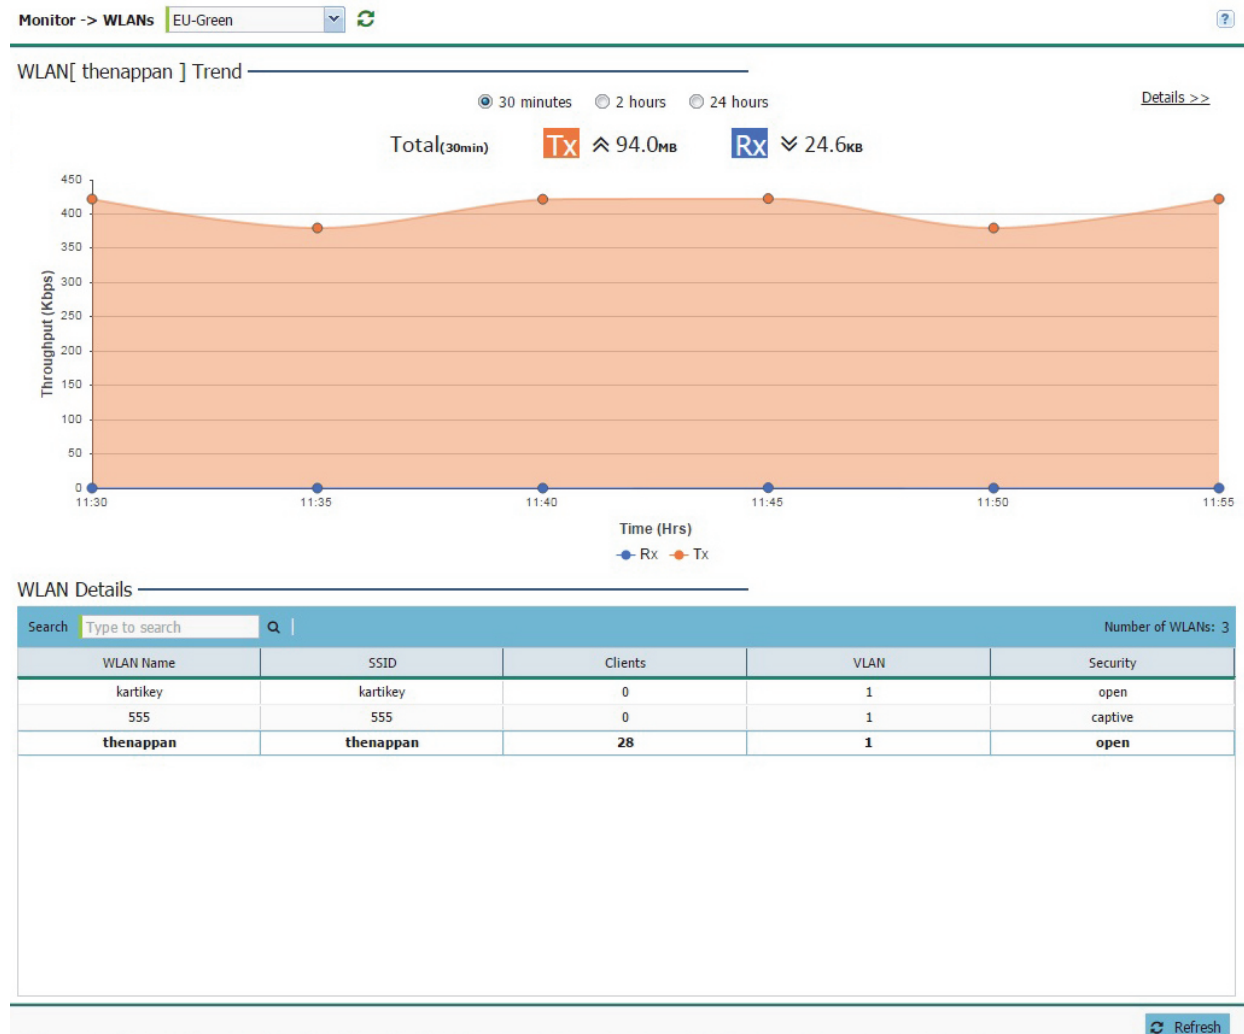 Monitor -> WLANs EU-Green ?
WLAN[ thenappan ] Trend
30 minutes 2 hours 24 hours Details >>
Total(30min) Tx 94.0MB Rx 24.6KB
450
400
350
300
250
200
150
100
50
0
Throughput (Kbps)
11:30 11:35 11:40 11:45 11:50 11:55
Time (Hrs)
Rx Tx
WLAN Details
Search Type to search Number of WLANs: 3
WLAN Name SSID Clients VLAN Security
kartikey kartikey 0 1 open
555 555 0 1 captive
thenappan thenappan 28 1 open
Refresh